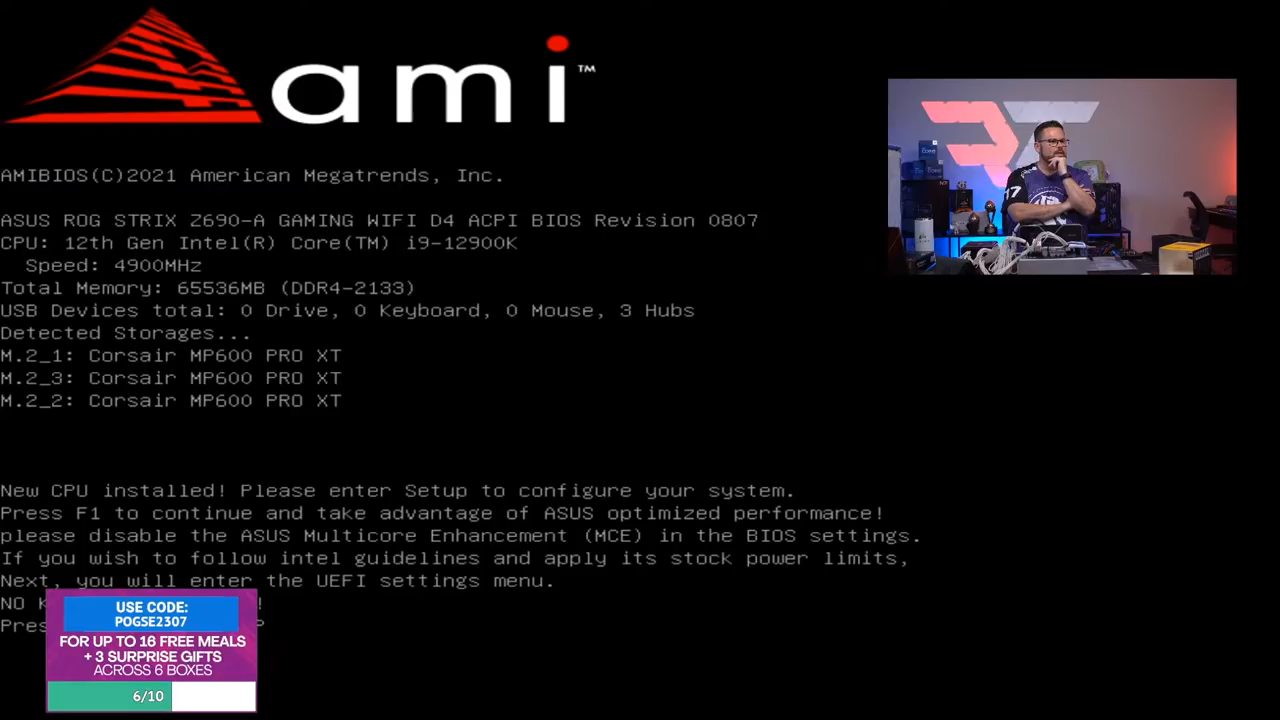 ami™
AMIBIOS(C)2021 American Megatrends, Inc.
ASUS ROG STRIX Z690-A GAMING WIFI D4 ACPI BIOS Revision 0807
CPU: 12th Gen Intel(R) Core(TM) i9-12900K
Speed: 4900MHz
Total Memory: 65536MB (DDR4-2133)
USB Devices total: 0 Drive, 0 Keyboard, 0 Mouse, 3 Hubs
Detected Storages...
M.2_1: Corsair MP600 PRO XT
M.2_3: Corsair MP600 PRO XT
M.2_2: Corsair MP600 PRO XT
New CPU installed! Please enter Setup to configure your system.
Press F1 to continue and take advantage of ASUS optimized performance!
please disable the ASUS Multicore Enhancement (MCE) in the BIOS settings.
If you wish to follow intel guidelines and apply its stock power limits,
Next, you will enter the UEFI settings menu.
NO
USE CODE:
POGSE2307
FOR UP TO 16 FREE MEALS
+ 3 SURPRISE GIFTS
ACROSS 6 BOXES
6/10